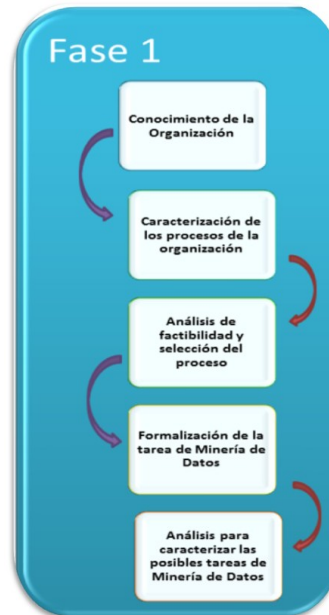 Fase 1
Conocimiento de la
Organización
Caracterización de
los procesos de la
organización
Análisis de
factibilidad y
selección del
proceso
Formalización de la
tarea de Minería de
Datos
Análisis para
caracterizar las
posibles tareas de
Minería de Datos